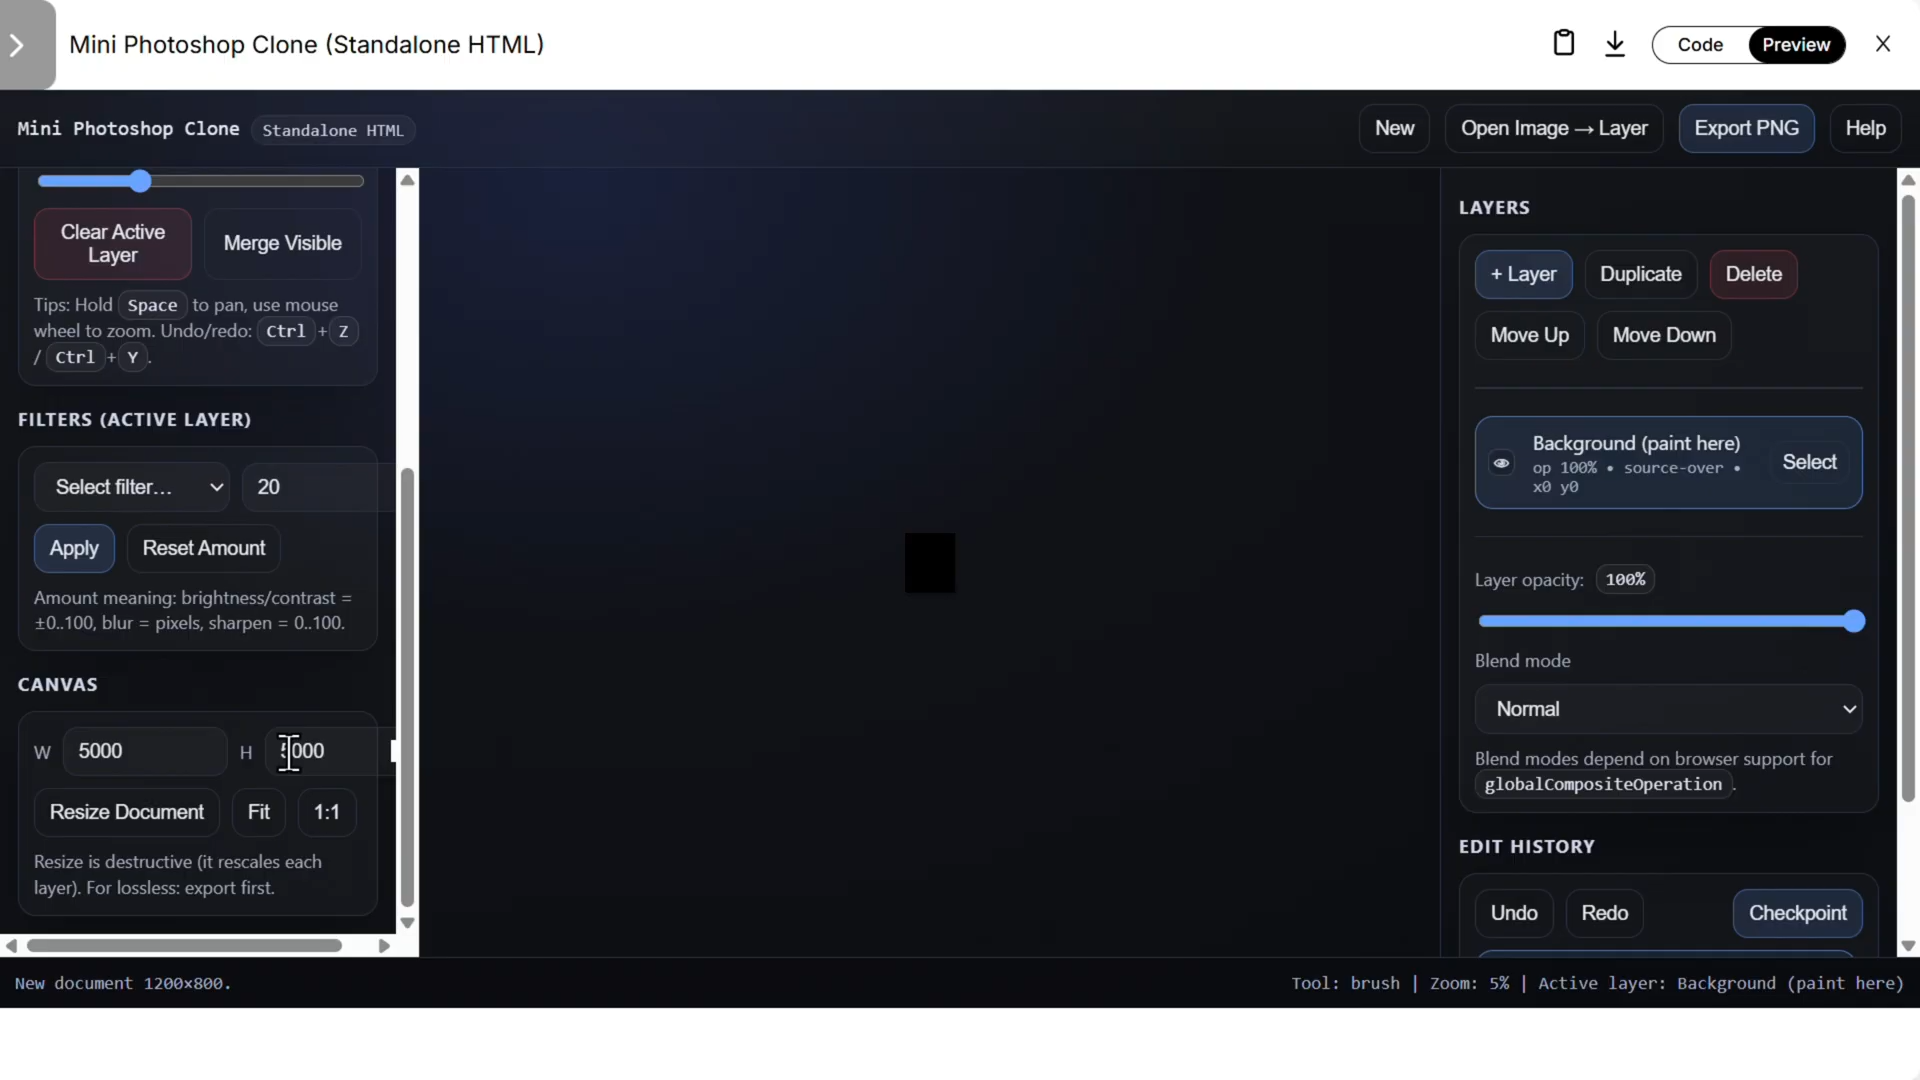 Mini Photoshop Clone (Standalone HTML)
Code
Preview
Mini Photoshop Clone
Standalone HTML
New
Open Image → Layer
Export PNG
Help
Clear Active
Layer
Merge Visible
Tips: Hold Space to pan, use mouse
wheel to zoom. Undo/redo: Ctrl + Z
/ Ctrl + Y .
FILTERS (ACTIVE LAYER)
Select filter...
20
Apply
Reset Amount
Amount meaning: brightness/contrast =
±0..100, blur = pixels, sharpen = 0..100.
CANVAS
W 5000 H 5000
Resize Document
Fit
1:1
Resize is destructive (it rescales each
layer). For lossless: export first.
LAYERS
+ Layer
Duplicate
Delete
Move Up
Move Down
Background (paint here)
op 100% • source-over •
x0 y0
Select
Layer opacity: 100%
Blend mode
Normal
Blend modes depend on browser support for
globalCompositeOperation .
EDIT HISTORY
Undo
Redo
Checkpoint
New document 1200×800.
Tool: brush | Zoom: 5% | Active layer: Background (paint here)